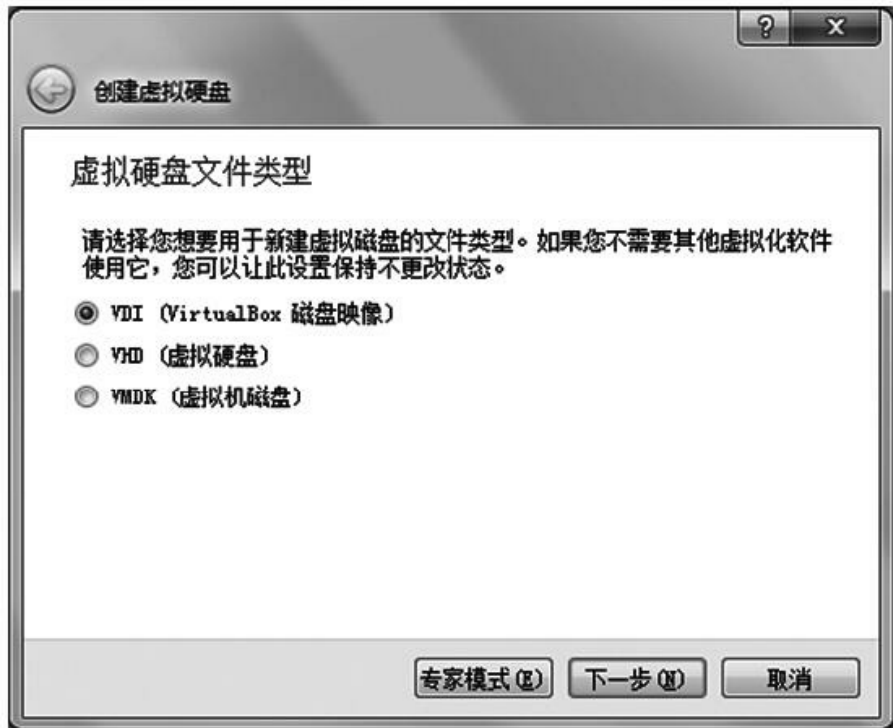 ?
x
创建虚拟硬盘
虚拟硬盘文件类型
请选择您想要用于新建虚拟磁盘的文件类型。如果您不需要其他虚拟化软件
使用它，您可以让此设置保持不更改状态。
VDI (VirtualBox 磁盘映像)
VHD (虚拟硬盘)
VMDK (虚拟机磁盘)
专家模式(E)
下一步(N)
取消